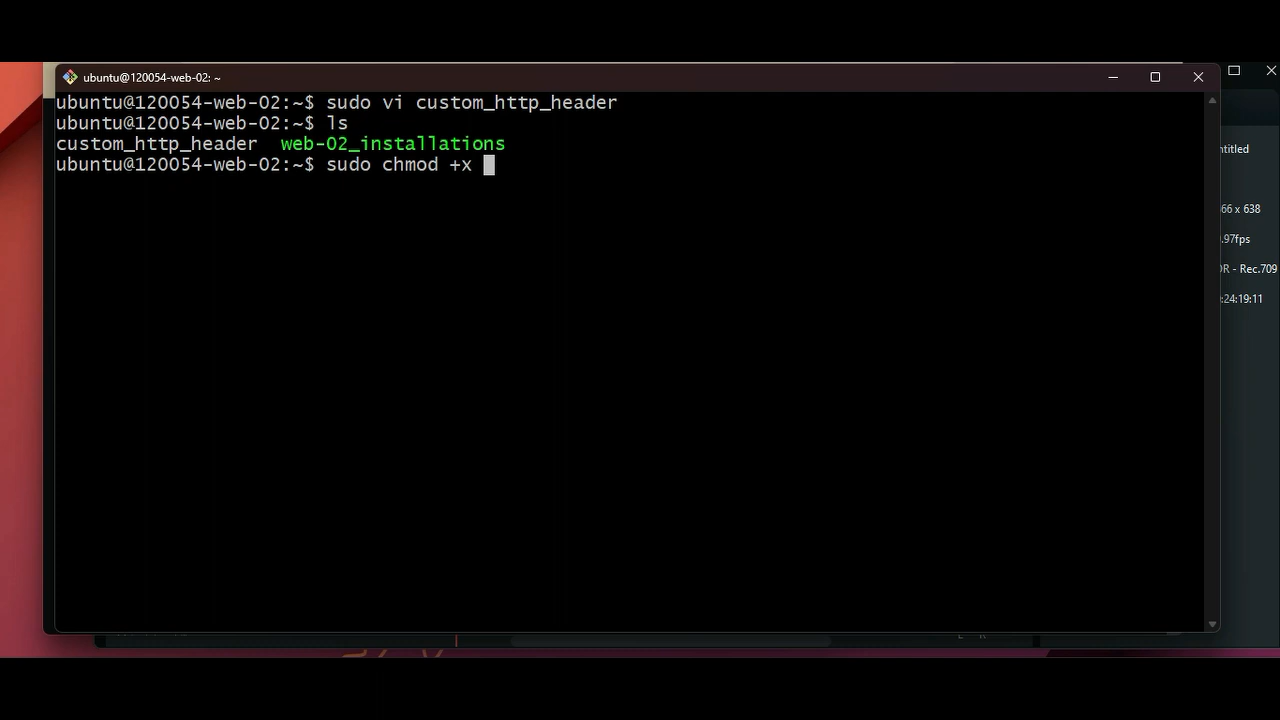 ubuntu@120054-web-02: ~
ubuntu@120054-web-02:~$ sudo vi custom_http_header
ubuntu@120054-web-02:~$ ls
custom_http_header  web-02_installations
ubuntu@120054-web-02:~$ sudo chmod +x
ntitled
66 x 638
.97fps
DR - Rec.709
:24:19:11